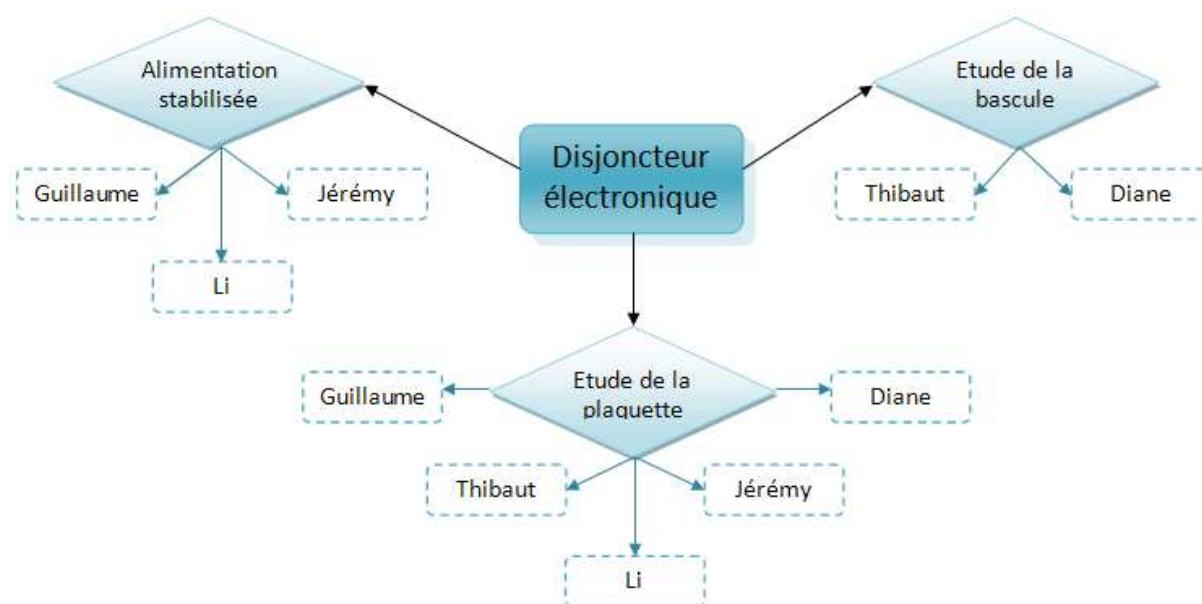 Alimentation
stabilisée
Etude de la
bascule
Disjoncteur
électronique
Guillaume
Jérémy
Thibaut
Diane
Li
Etude de la
plaquette
Guillaume
Diane
Thibaut
Jérémy
Li